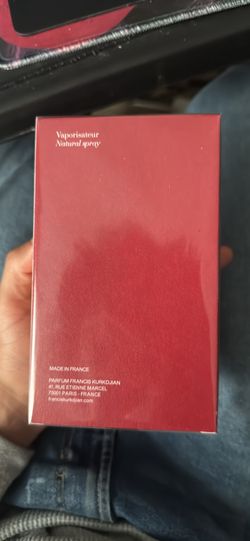 Vaporisateur
Natural spray
MADE IN FRANCE
PARFUM FRANCIS KURKDJIAN
41, RUE ETIENNE MARCEL
75001 PARIS - FRANCE
franciskurkdjian.com